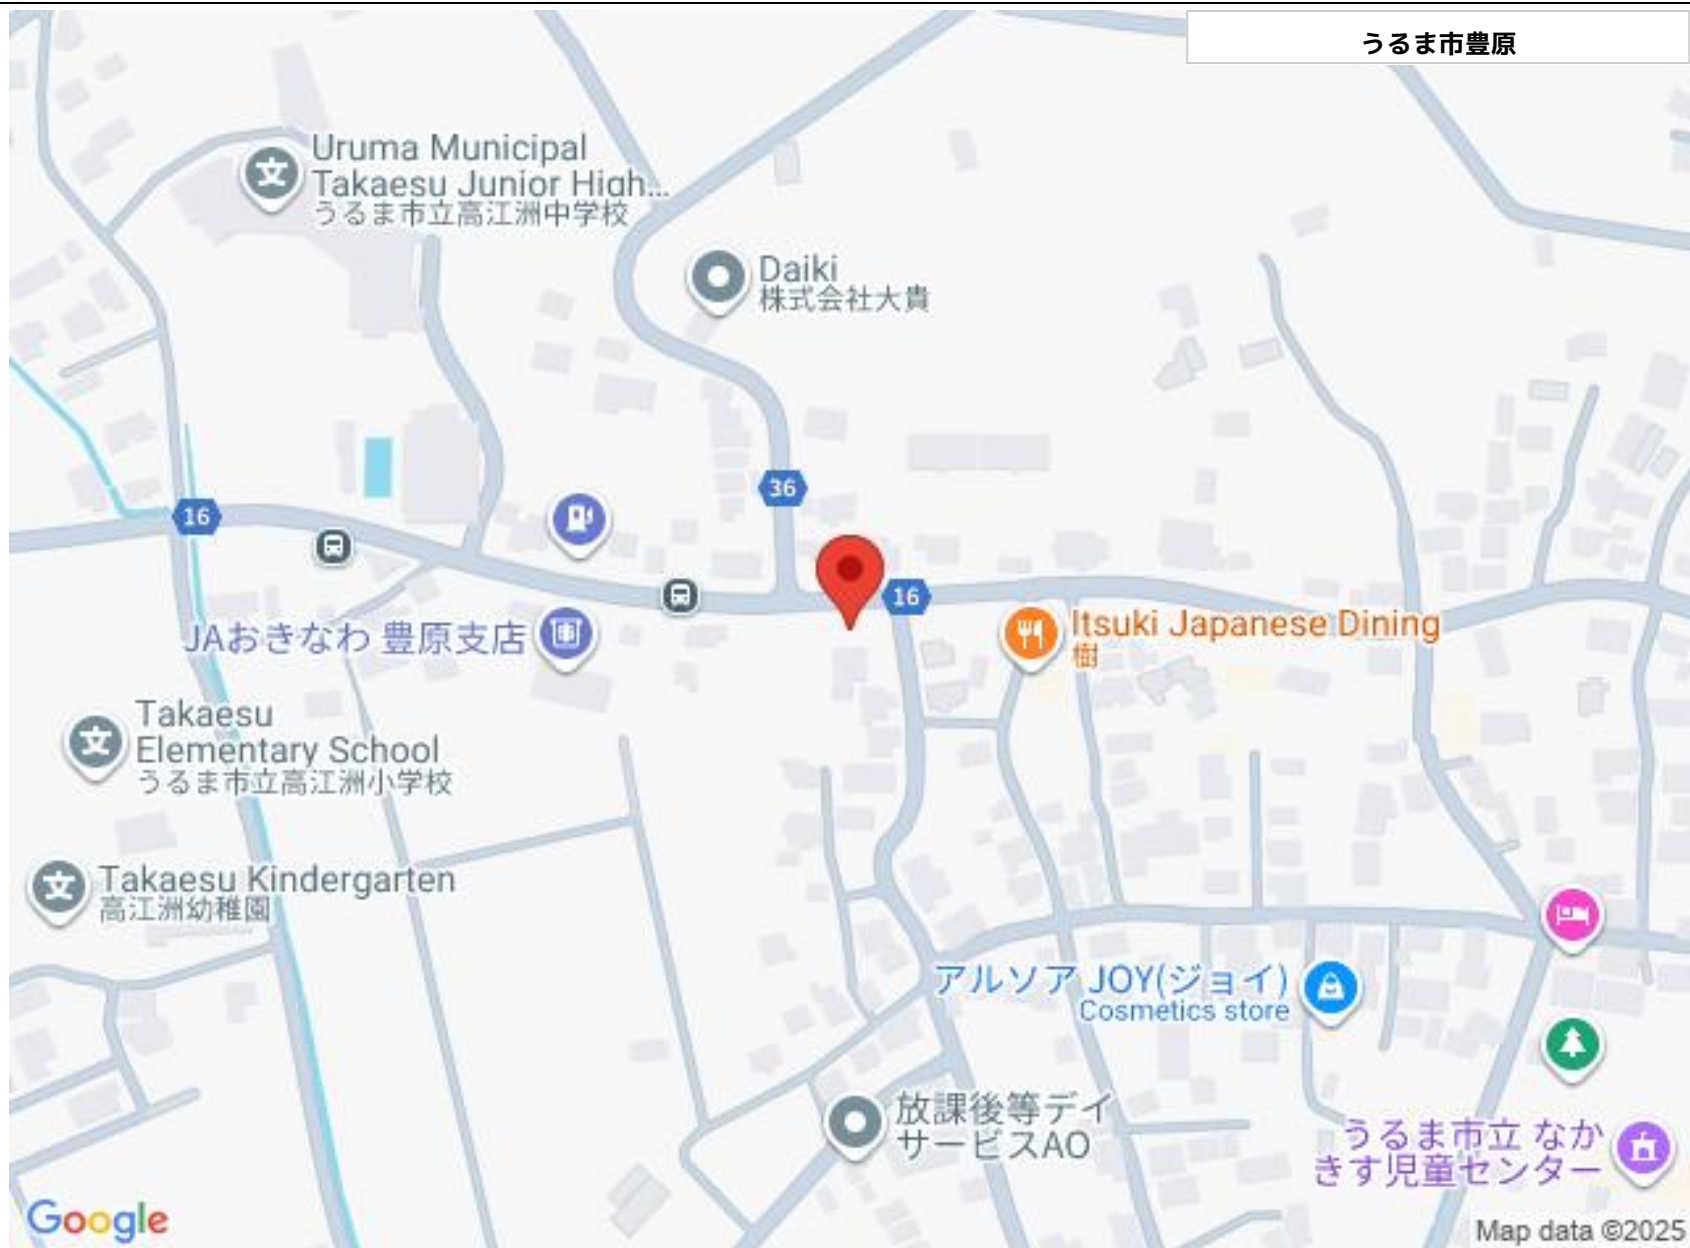 うるま市豊原
Uruma Municipal
Takaesu Junior High...
うるま市立高江洲中学校
Daiki
株式会社大貴
36
16
16
JAおきなわ 豊原支店
Itsuki Japanese Dining
樹
Takaesu
Elementary School
うるま市立高江洲小学校
Takaesu Kindergarten
高江洲幼稚園
アルソア JOY(ジョイ)
Cosmetics store
放課後等デイ
サービスAO
うるま市立 なか
きす児童センター
Google
Map data ©2025